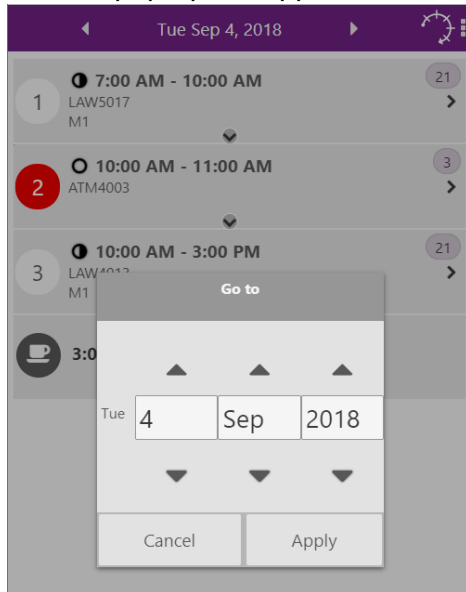 Tue Sep 4, 2018
7:00 AM - 10:00 AM
21
1
LAW5017
M1
10:00 AM - 11:00 AM
3
2
ATM4003
10:00 AM - 3:00 PM
21
3
M1
Go to
3:0
Tue
4
Sep
2018
Cancel
Apply